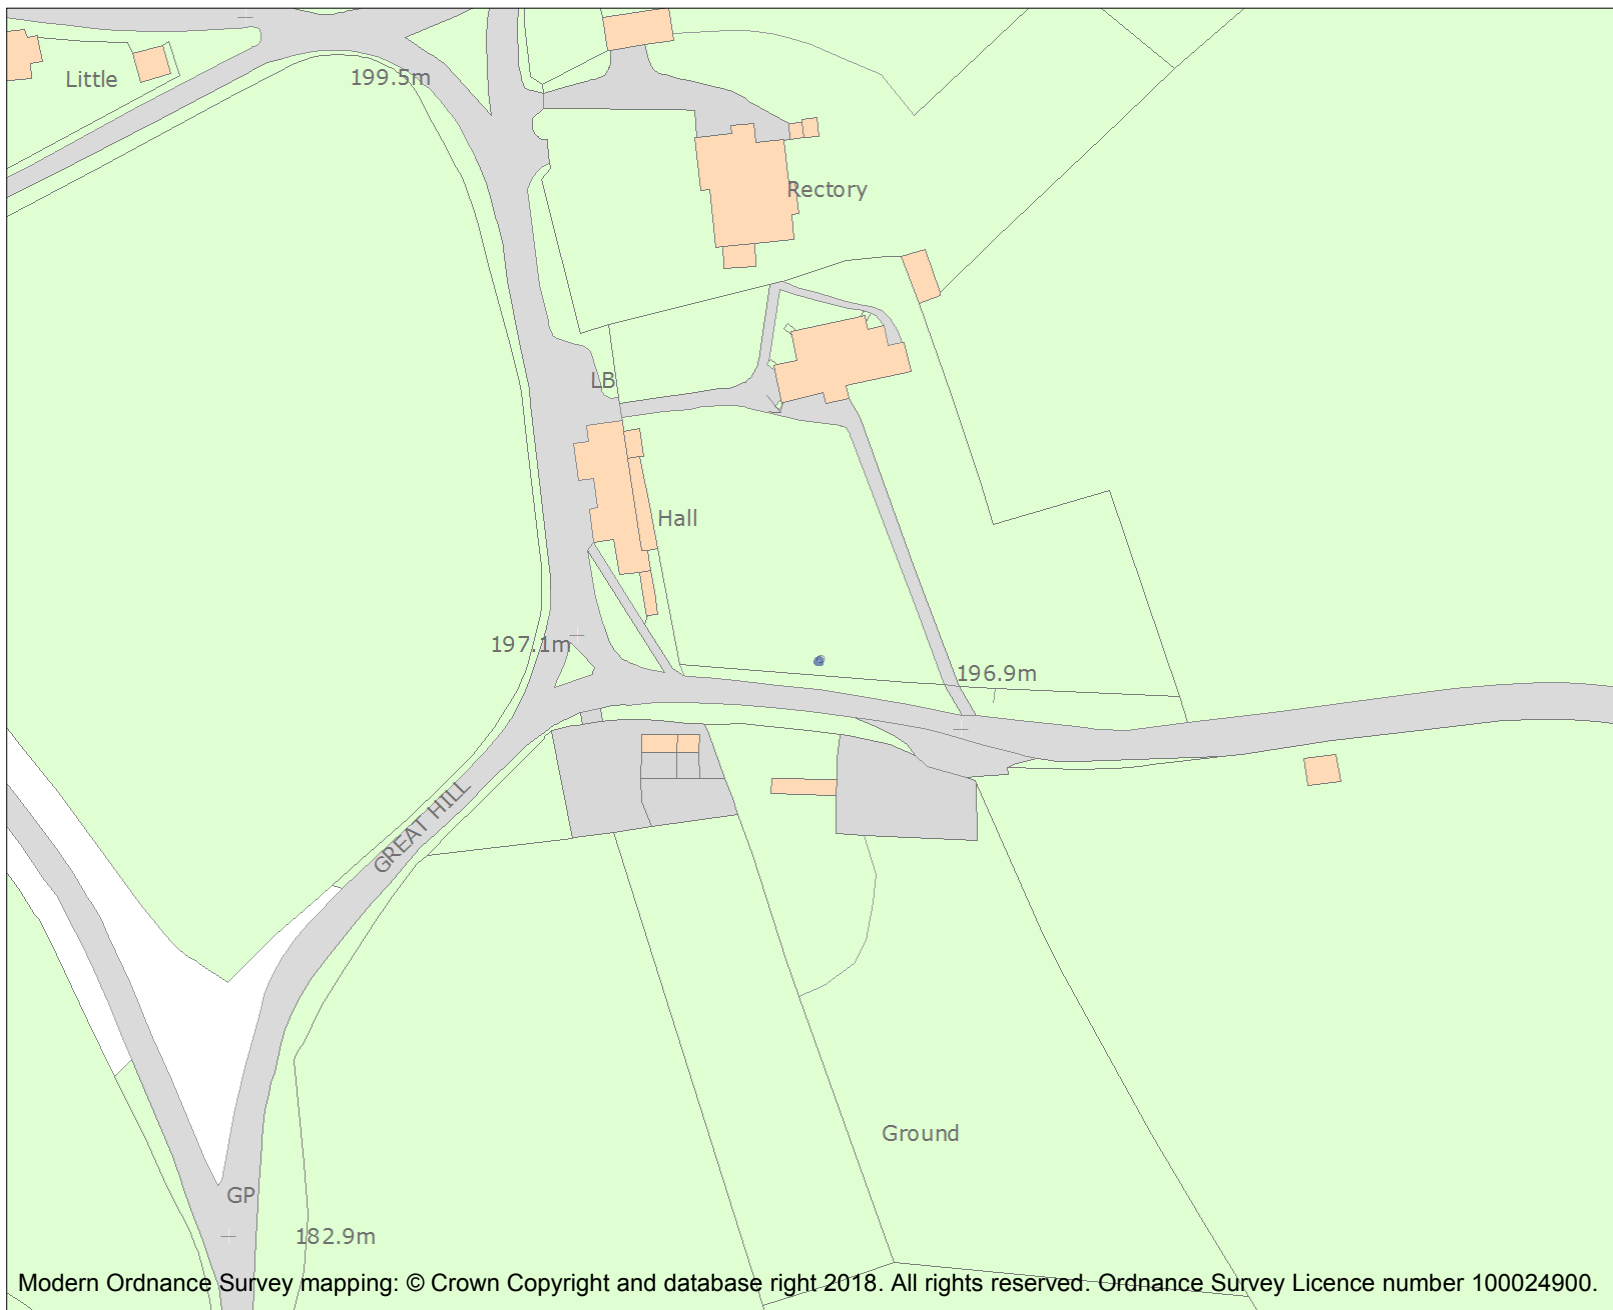 Little
199.5m
Rectory
LB
Hall
197.1m
196.9m
GREAT HILL
Ground
GP
182.9m
Modern Ordnance Survey mapping: © Crown Copyright and database right 2018. All rights reserved. Ordnance Survey Licence number 100024900.